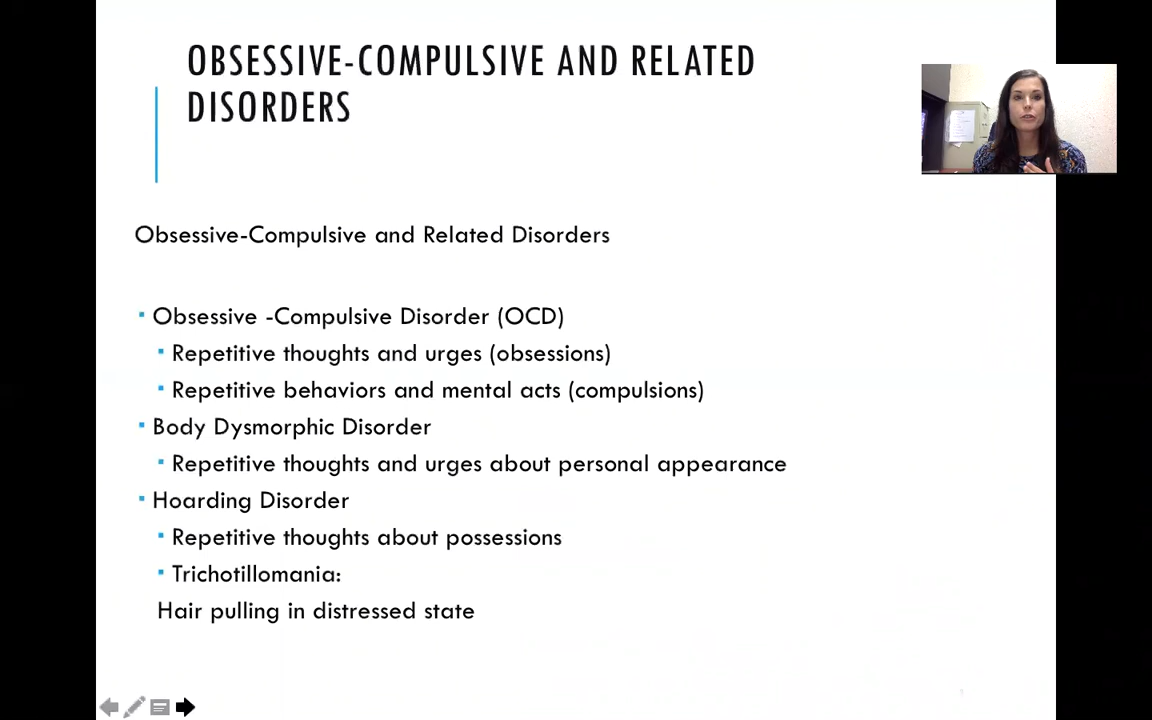 OBSESSIVE-COMPULSIVE AND RELATED
DISORDERS
Obsessive-Compulsive and Related Disorders
▪ Obsessive -Compulsive Disorder (OCD)
▪ Repetitive thoughts and urges (obsessions)
▪ Repetitive behaviors and mental acts (compulsions)
▪ Body Dysmorphic Disorder
▪ Repetitive thoughts and urges about personal appearance
▪ Hoarding Disorder
▪ Repetitive thoughts about possessions
▪ Trichotillomania:
Hair pulling in distressed state